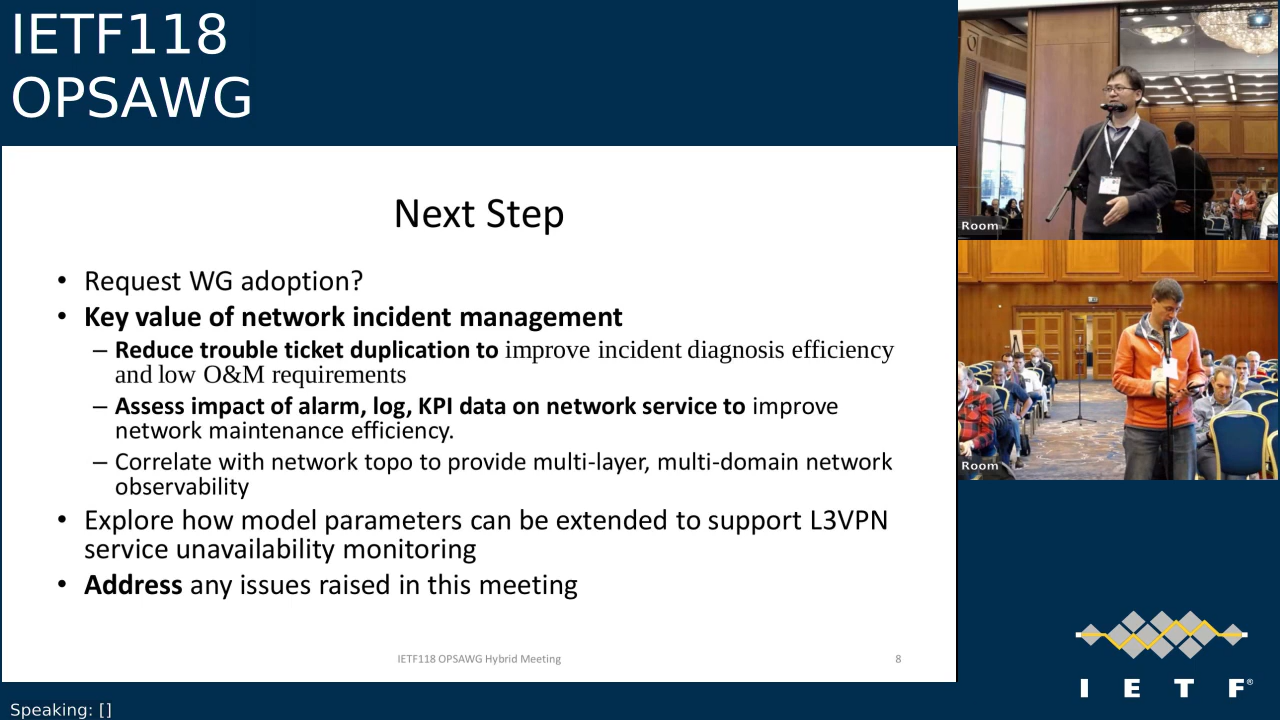 IETF118
OPSAWG
Next Step
• Request WG adoption?
• Key value of network incident management
– Reduce trouble ticket duplication to improve incident diagnosis efficiency
and low O&M requirements
– Assess impact of alarm, log, KPI data on network service to improve
network maintenance efficiency.
– Correlate with network topo to provide multi-layer, multi-domain network
observability
• Explore how model parameters can be extended to support L3VPN
service unavailability monitoring
• Address any issues raised in this meeting
IETF118 OPSAWG Hybrid Meeting
8
Room
Room
I E T F®
Speaking: []